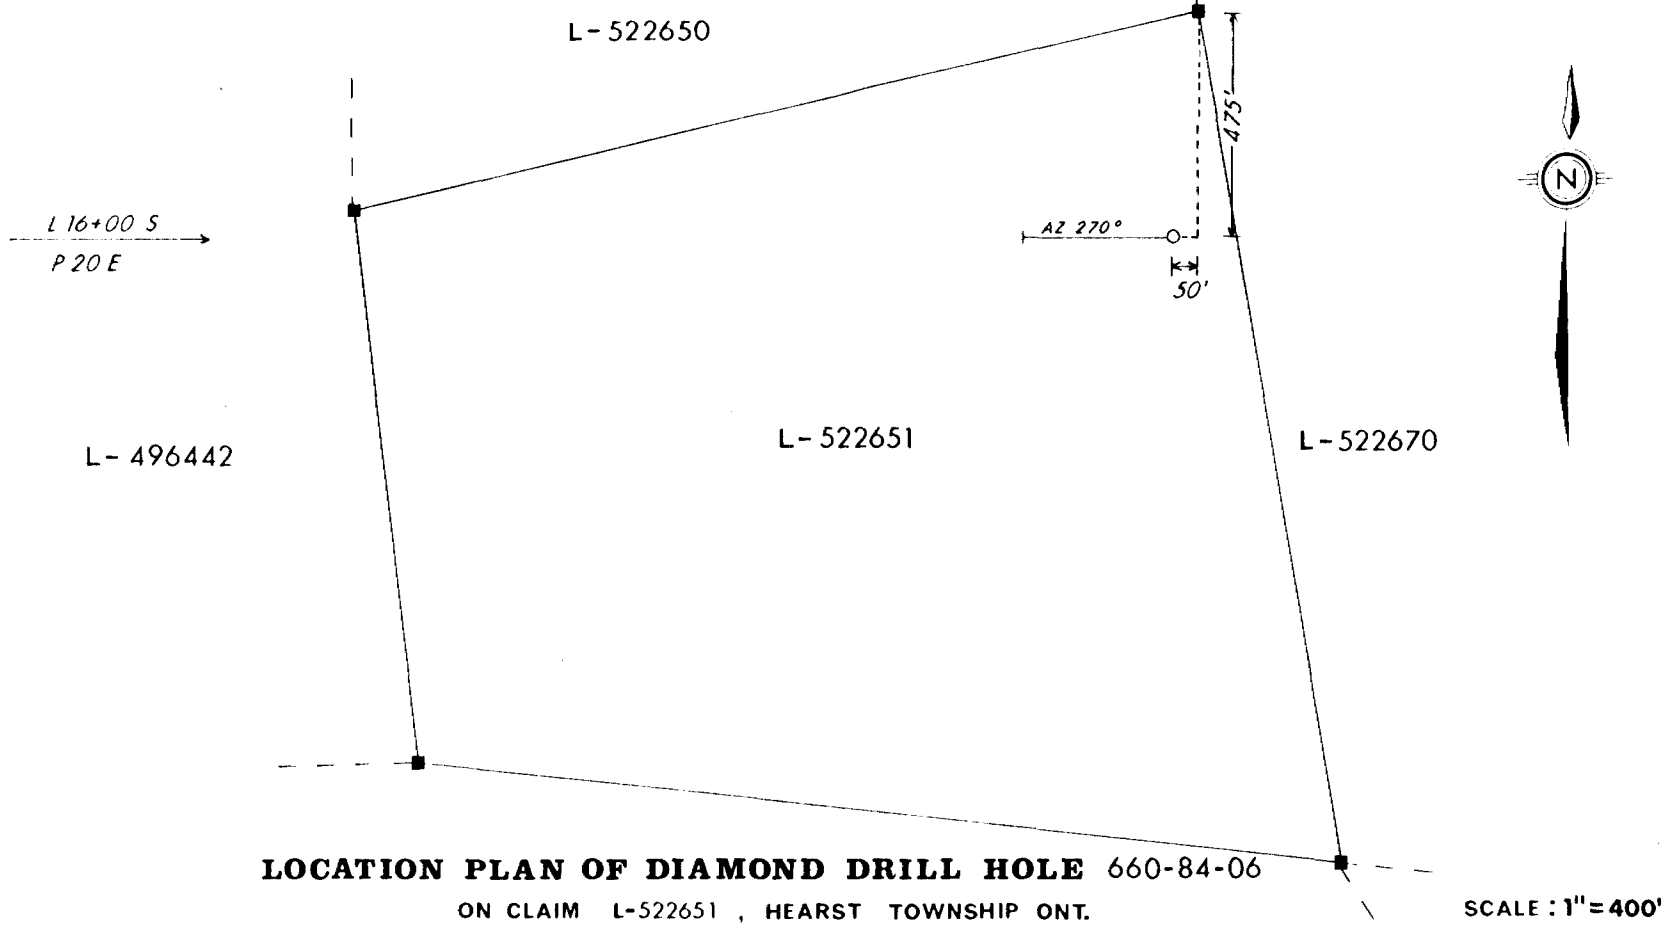 L-522650
475'
L 16+00 S
P 20 E
AZ 270°
50'
N
L-496442
L-522651
L-522670
LOCATION PLAN OF DIAMOND DRILL HOLE 660-84-06
ON CLAIM L-522651 , HEARST TOWNSHIP ONT.
SCALE : 1"=400'